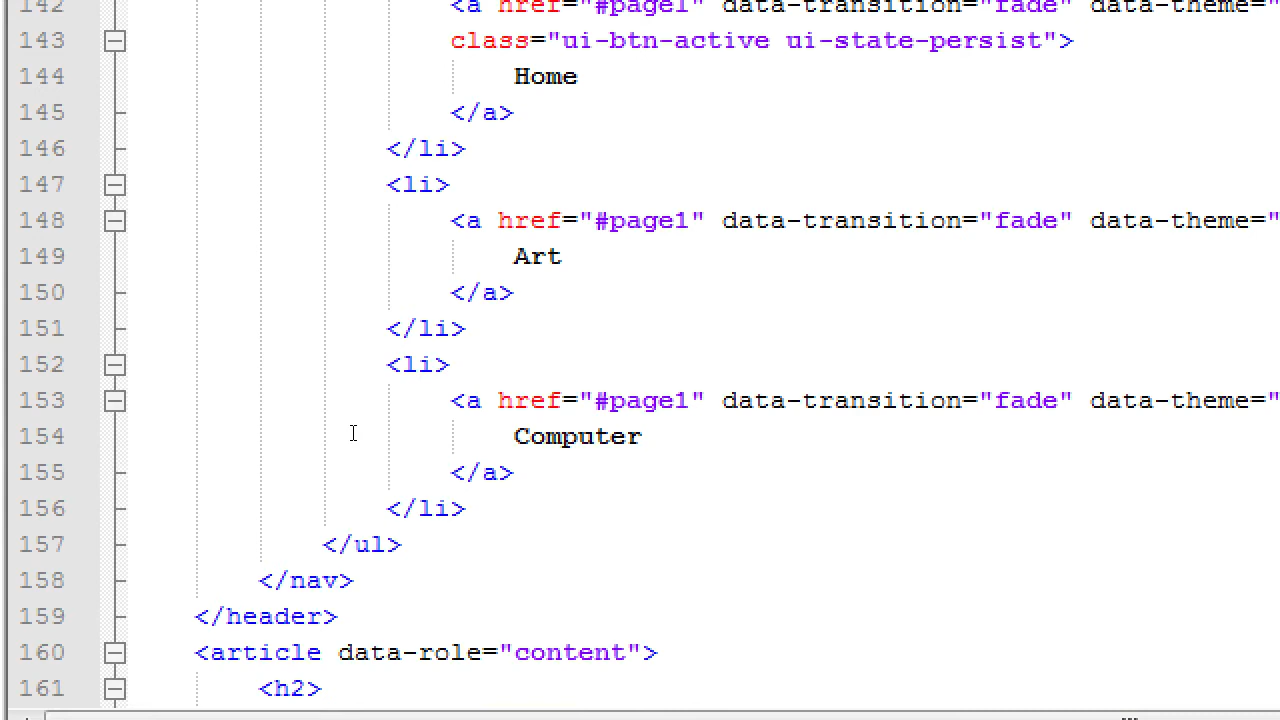 142 <a href="#page1" data-transition="fade" data-theme="
143 class="ui-btn-active ui-state-persist">
144 Home
145 </a>
146 </li>
147 <li>
148 <a href="#page1" data-transition="fade" data-theme="
149 Art
150 </a>
151 </li>
152 <li>
153 <a href="#page1" data-transition="fade" data-theme="
154 Computer
155 </a>
156 </li>
157 </ul>
158 </nav>
159 </header>
160 <article data-role="content">
161 <h2>